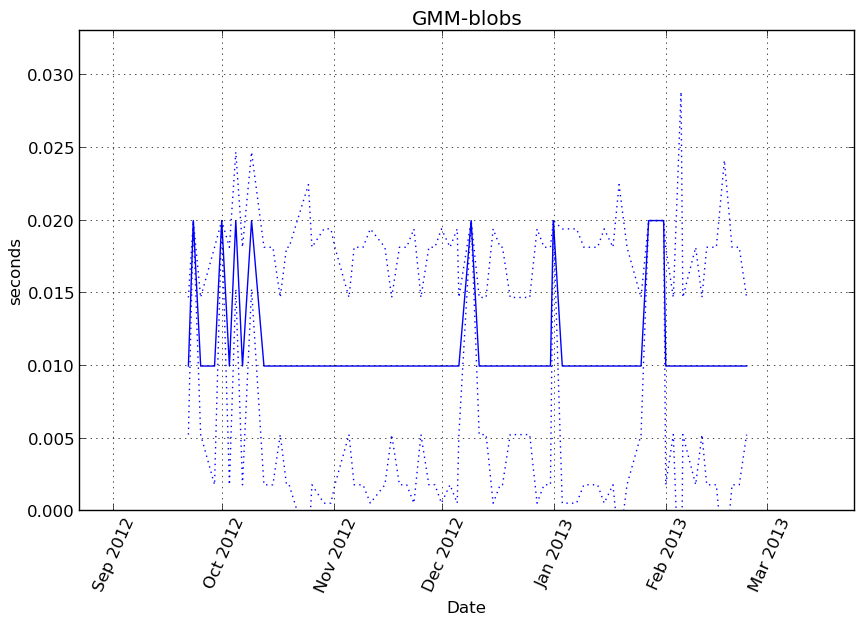 GMM-blobs
0.030
0.025
0.020
0.015
0.010
0.005
0.000
seconds
Sep 2012
Oct 2012
Nov 2012
Dec 2012
Jan 2013
Feb 2013
Mar 2013
Date